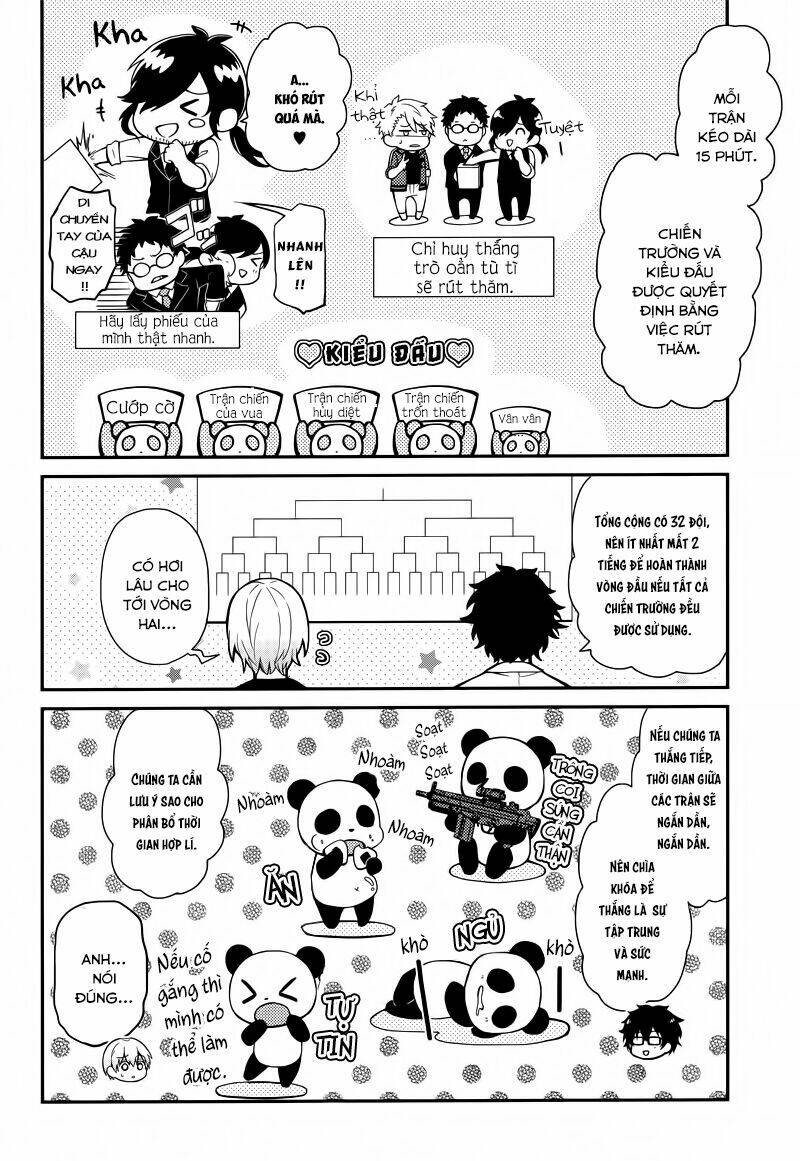 MỖI
TRẬN
KÉO DÀI
15 PHÚT.
CHIẾN
TRƯỜNG VÀ
KIỂU ĐẤU
ĐƯỢC QUYẾT
ĐỊNH BẰNG
VIỆC RÚT
THĂM.
Khỉ
thật
Tuyệt
!
Chỉ huy thắng
trò oẳn tù tì
sẽ rút thăm.
Kha
Kha
A...
KHÓ RÚT
QUÁ MÀ.
♥
DI
CHUYỂN
TAY CỦA
CẬU
NGAY
!!
NHANH
LÊN
!!
Hãy lấy phiếu của
mình thật nhanh.
♡KIỂU ĐẤU♡
Cướp cờ
Trận chiến
của vua
Trận chiến
hủy diệt
Trận chiến
trốn thoát
Vân vân
TỔNG CỘNG CÓ 32 ĐỘI,
NÊN ÍT NHẤT MẤT 2
TIẾNG ĐỂ HOÀN THÀNH
VÒNG ĐẦU NẾU TẤT CẢ
CHIẾN TRƯỜNG ĐỀU
ĐƯỢC SỬ DỤNG.
CÓ HƠI
LÂU CHO
TỚI VÒNG
HAI...
NẾU CHÚNG TA
THẮNG TIẾP,
THỜI GIAN GIỮA
CÁC TRẬN SẼ
NGẮN DẦN,
NGẮN DẦN.
NÊN CHÌA
KHÓA ĐỂ
THẮNG LÀ SỰ
TẬP TRUNG
VÀ SỨC
MẠNH.
Soạt
Soạt
Soạt
TRÔNG
COI
SÚNG
CẨN
THẬN
Nhoàm
Nhoàm
Nhoàm
ĂN
CHÚNG TA CẦN
LƯU Ý SAO CHO
PHÂN BỔ THỜI
GIAN HỢP LÍ.
NGỦ
khò
khò
TỰ
TIN
Nếu cố
gắng thì
mình có
thể làm
được.
ANH...
NÓI
ĐÚNG...